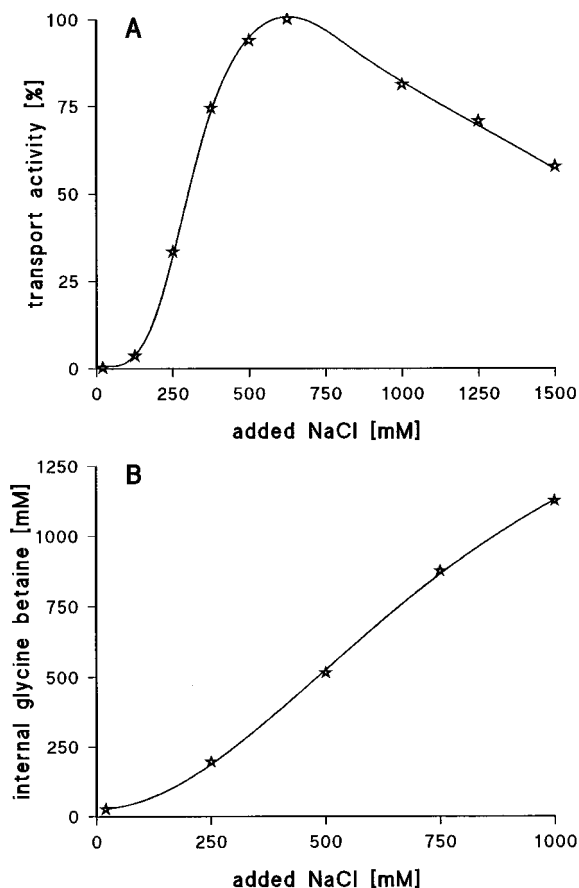 A
transport activity [%]
100
75
50
25
0
0 250 500 750 1000 1250 1500
added NaCl [mM]
B
internal glycine betaine [mM]
1250
1000
750
500
250
0
0 250 500 750 1000
added NaCl [mM]